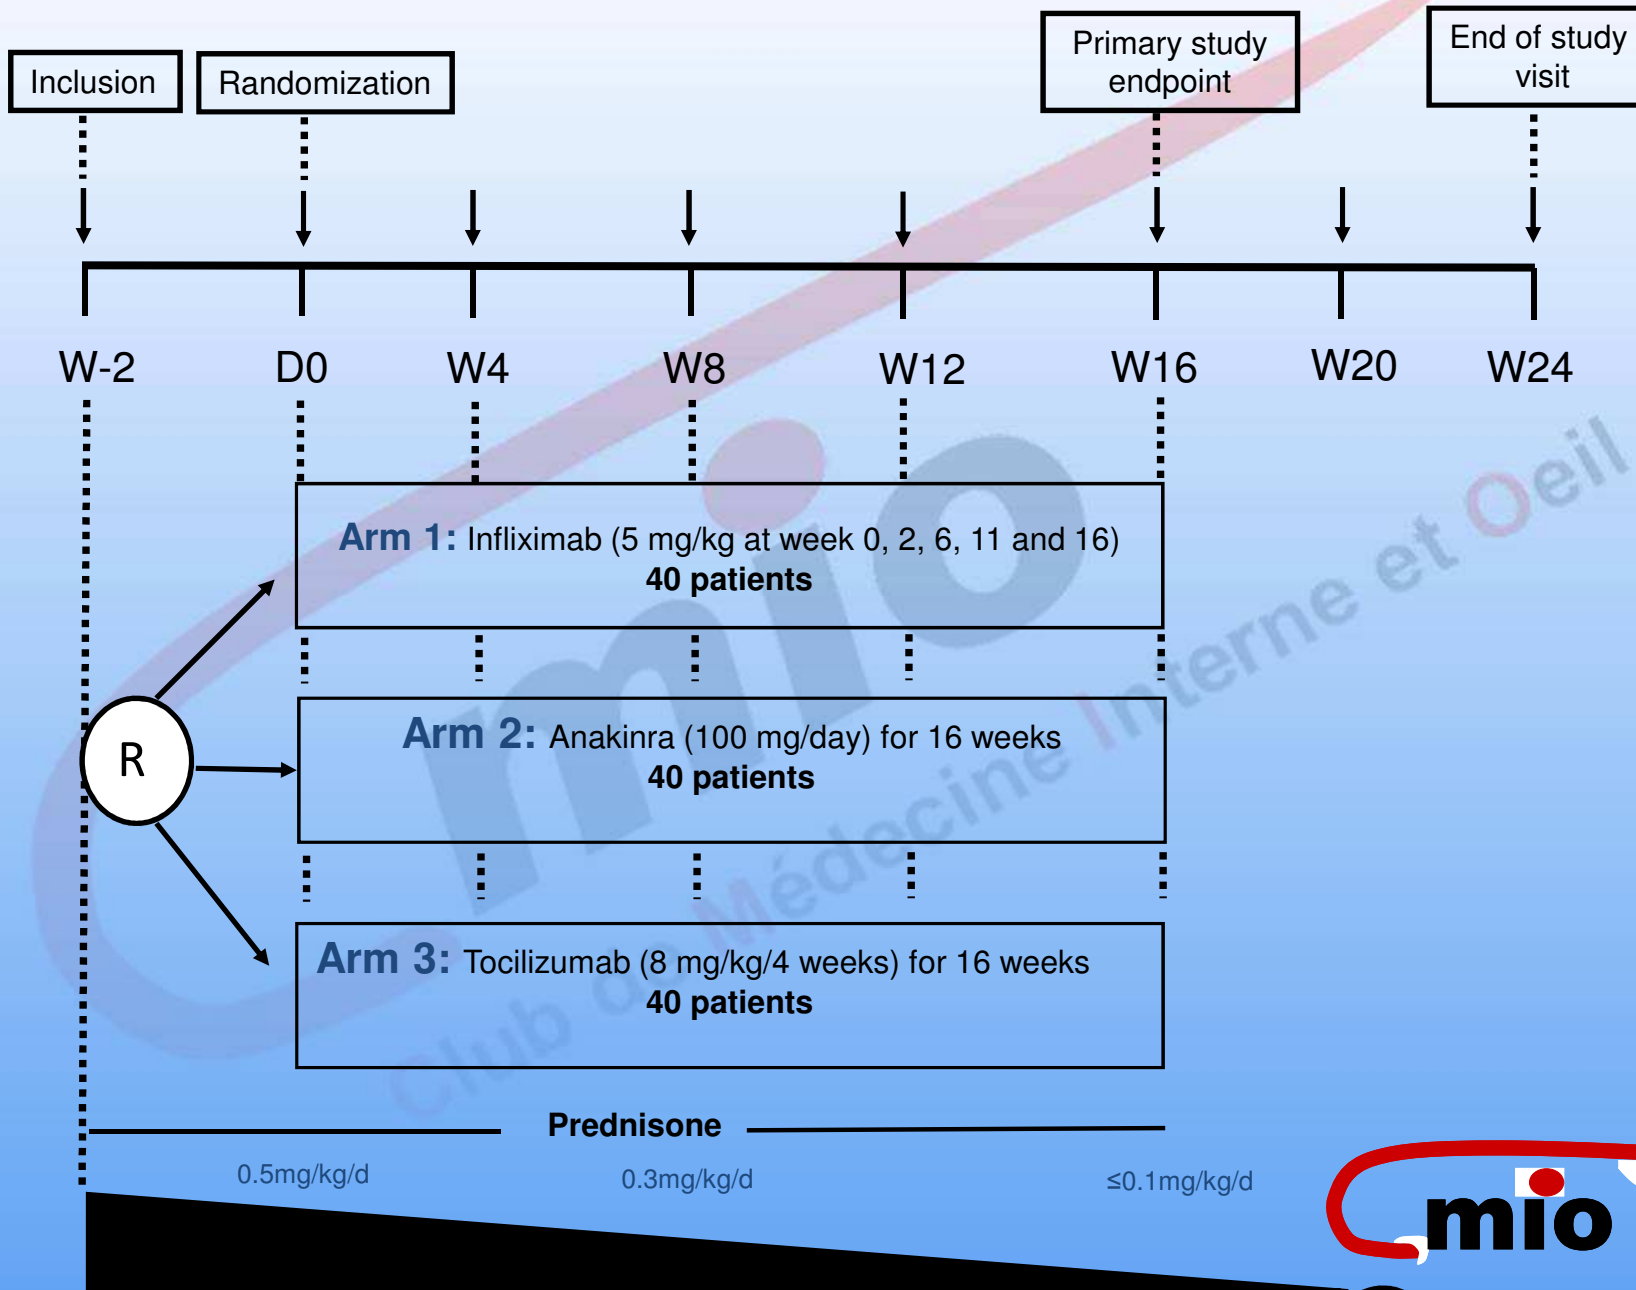 Inclusion
Randomization
Primary study
endpoint
End of study
visit
W-2
D0
W4
W8
W12
W16
W20
W24
Arm 1: Infliximab (5 mg/kg at week 0, 2, 6, 11 and 16)
40 patients
R
Arm 2: Anakinra (100 mg/day) for 16 weeks
40 patients
Arm 3: Tocilizumab (8 mg/kg/4 weeks) for 16 weeks
40 patients
Prednisone
0.5mg/kg/d
0.3mg/kg/d
≤0.1mg/kg/d
mio
mio
Club de Médecine Interne et Oeil